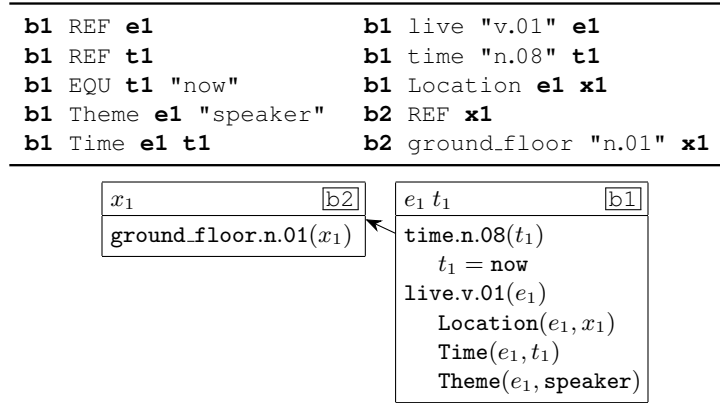 b1 REF e1 b1 live "v.01" e1
b1 REF t1 b1 time "n.08" t1
b1 EQU t1 "now" b1 Location e1 x1
b1 Theme e1 "speaker" b2 REF x1
b1 Time e1 t1 b2 ground_floor "n.01" x1
x₁ b2 e₁ t₁ b1
ground_floor.n.01(x₁) time.n.08(t₁)
t₁ = now
live.v.01(e₁)
Location(e₁, x₁)
Time(e₁, t₁)
Theme(e₁, speaker)